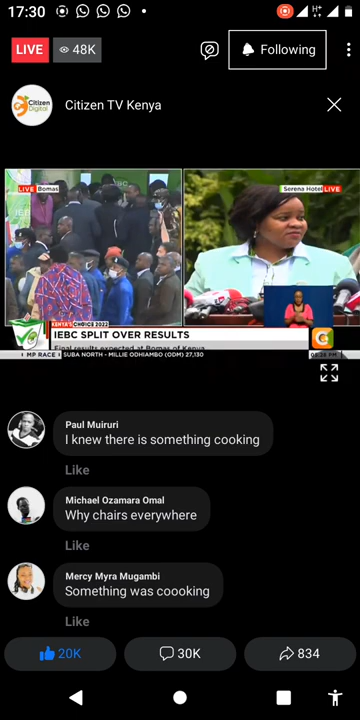 17:30
H+
LIVE
48K
Following
Citizen Digital
Citizen TV Kenya
LIVE Bomas
Serena Hotel LIVE
KENYA'S CHOICE 2022
IEBC SPLIT OVER RESULTS
Final results expected at Bomas of Kenya
MP RACE SUBA NORTH - MILLIE ODHIAMBO (ODM) 27,130
Paul Muiruri
I knew there is something cooking
Like
Michael Ozamara Omal
Why chairs everywhere
Like
Mercy Myra Mugambi
Something was coooking
Like
20K
30K
834